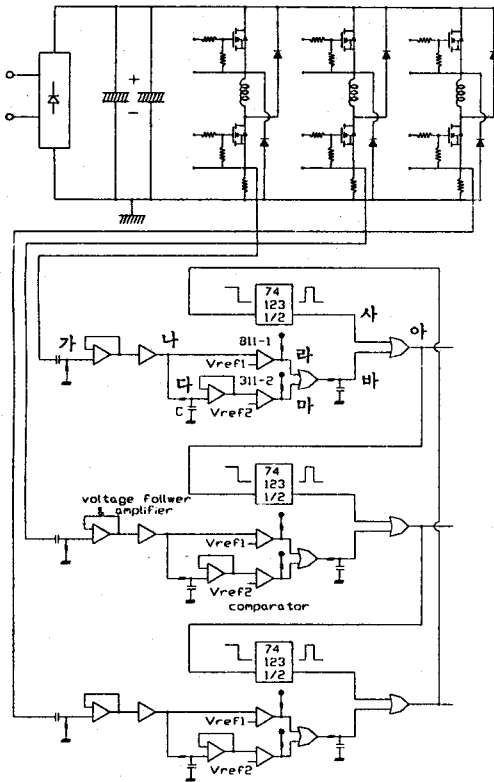 +
-
74
123
1/2
사
아
가
나
811-1
라
Vref1
다
311-2
마
바
C
Vref2
74
123
1/2
voltage follwer
& amplifier
Vref1
Vref2
comparator
74
123
1/2
Vref1
Vref2